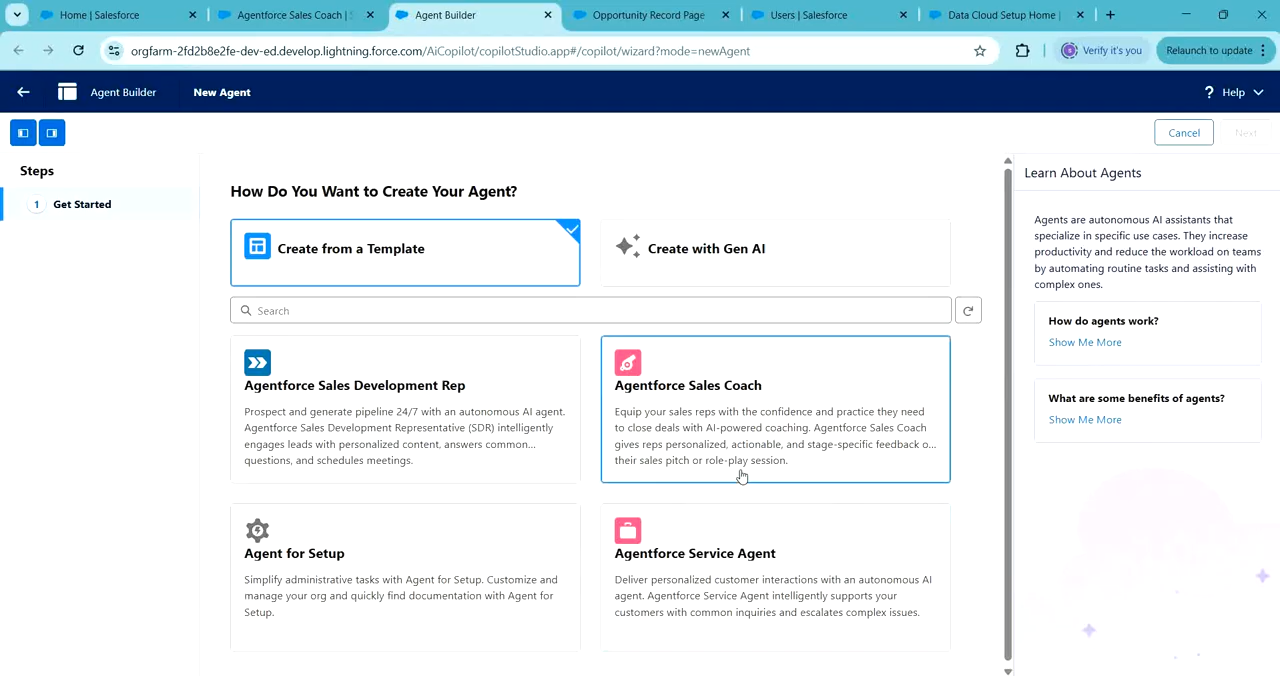 Home | Salesforce
Agentforce Sales Coach | S
Agent Builder
Opportunity Record Page
Users | Salesforce
Data Cloud Setup Home |
orgfarm-2fd2b8e2fe-dev-ed.develop.lightning.force.com/AiCopilot/copilotStudio.app#/copilot/wizard?mode=newAgent
Verify it's you
Relaunch to update
Agent Builder
New Agent
? Help
Cancel
Next
Steps
1 Get Started
How Do You Want to Create Your Agent?
Create from a Template
Create with Gen AI
Search
Agentforce Sales Development Rep
Prospect and generate pipeline 24/7 with an autonomous AI agent.
Agentforce Sales Development Representative (SDR) intelligently
engages leads with personalized content, answers common...
questions, and schedules meetings.
Agentforce Sales Coach
Equip your sales reps with the confidence and practice they need
to close deals with AI-powered coaching. Agentforce Sales Coach
gives reps personalized, actionable, and stage-specific feedback o...
their sales pitch or role-play session.
Agent for Setup
Simplify administrative tasks with Agent for Setup. Customize and
manage your org and quickly find documentation with Agent for
Setup.
Agentforce Service Agent
Deliver personalized customer interactions with an autonomous AI
agent. Agentforce Service Agent intelligently supports your
customers with common inquiries and escalates complex issues.
Learn About Agents
Agents are autonomous AI assistants that
specialize in specific use cases. They increase
productivity and reduce the workload on teams
by automating routine tasks and assisting with
complex ones.
How do agents work?
Show Me More
What are some benefits of agents?
Show Me More